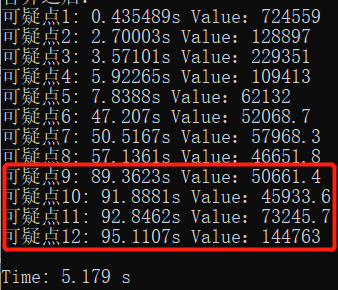 可疑点1: 0.435489s Value: 724559
可疑点2: 2.70003s Value: 128897
可疑点3: 3.57101s Value: 229351
可疑点4: 5.92265s Value: 109413
可疑点5: 7.8388s Value: 62132
可疑点6: 47.207s Value: 52068.7
可疑点7: 50.5167s Value: 57968.3
可疑点8: 57.1361s Value: 46651.8
可疑点9: 89.3623s Value: 50661.4
可疑点10: 91.8881s Value: 45933.6
可疑点11: 92.8462s Value: 73245.7
可疑点12: 95.1107s Value: 144763
Time: 5.179 s